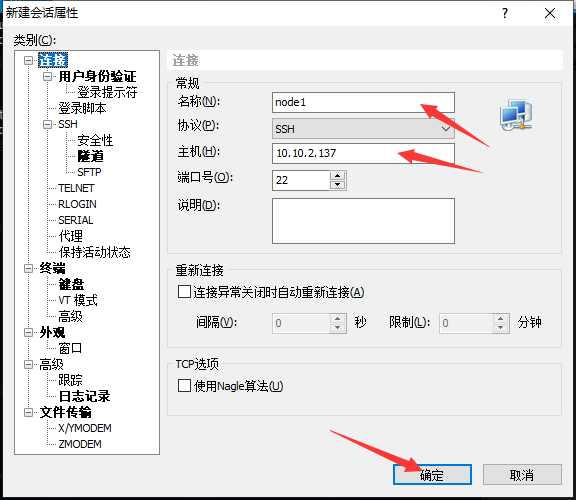 新建会话属性
类别(C):
连接
用户身份验证
登录提示符
登录脚本
SSH
安全性
隧道
SFTP
TELNET
RLOGIN
SERIAL
代理
保持活动状态
终端
键盘
VT 模式
高级
外观
窗口
高级
跟踪
日志记录
文件传输
X/YMODEM
ZMODEM
连接
常规
名称(N): node1
协议(P): SSH
主机(H): 10.10.2.137
端口号(O): 22
说明(D):
重新连接
连接异常关闭时自动重新连接(A)
间隔(V): 0 秒 限制(L): 0 分钟
TCP选项
使用Nagle算法(U)
确定 取消